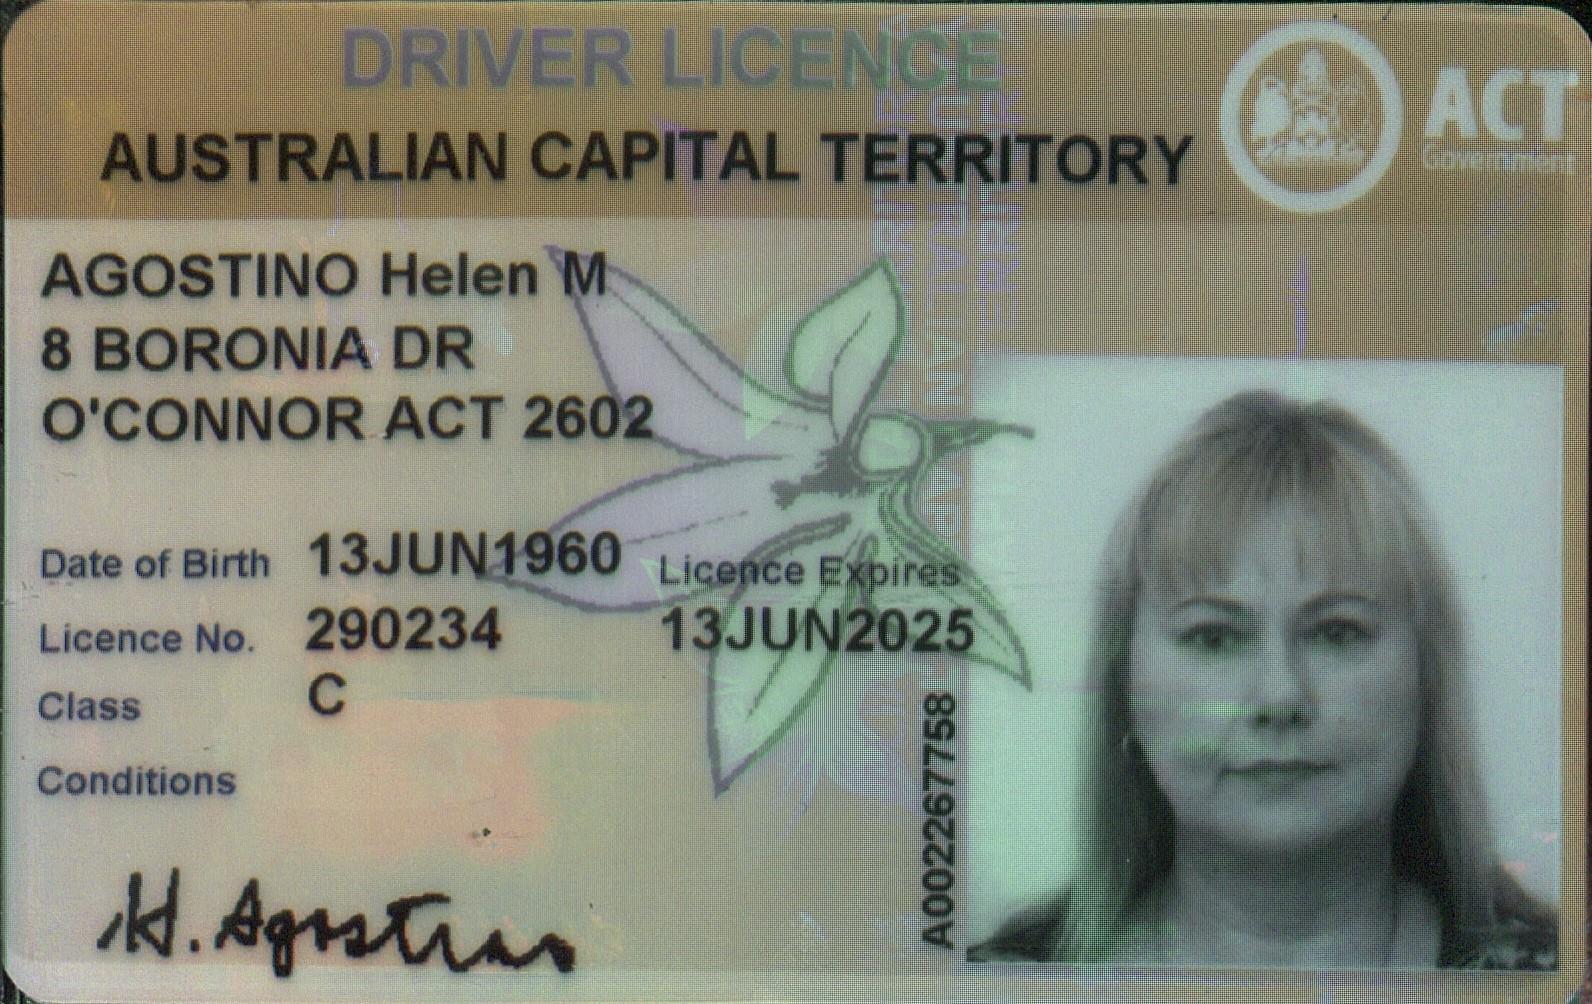 DRIVER LICENCE
AUSTRALIAN CAPITAL TERRITORY
ACT
Government
AGOSTINO Helen M
8 BORONIA DR
O'CONNOR ACT 2602
Date of Birth 13JUN1960
Licence Expires
Licence No. 290234
13JUN2025
Class C
Conditions
A002267758
H. Agostino